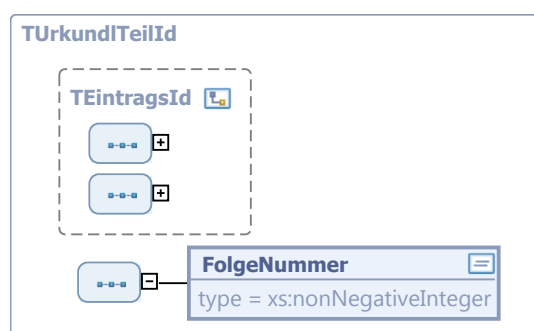 TUrkundlTeilId
TEintragsId
FolgeNummer
type = xs:nonNegativeInteger